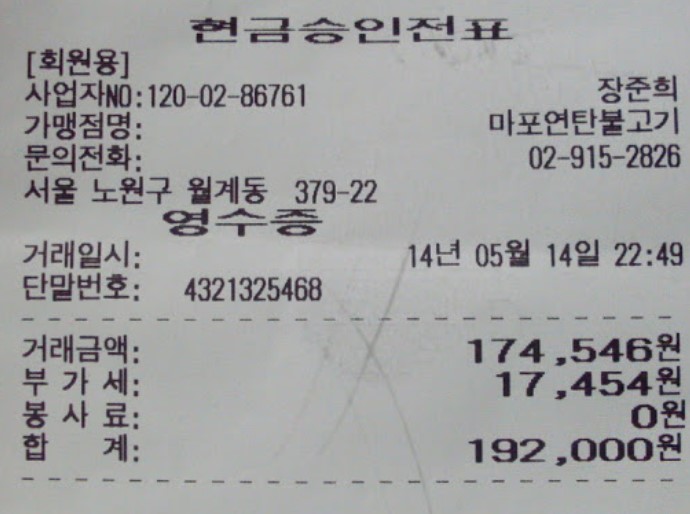 현금승인전표
[회원용]
사업자NO:120-02-86761 장준희
가맹점명: 마포연탄불고기
문의전화: 02-915-2826
서울 노원구 월계동 379-22
영수증
거래일시: 14년 05월 14일 22:49
단말번호: 4321325468
거래금액: 174,546원
부 가 세: 17,454원
봉 사 료: 0원
합 계: 192,000원